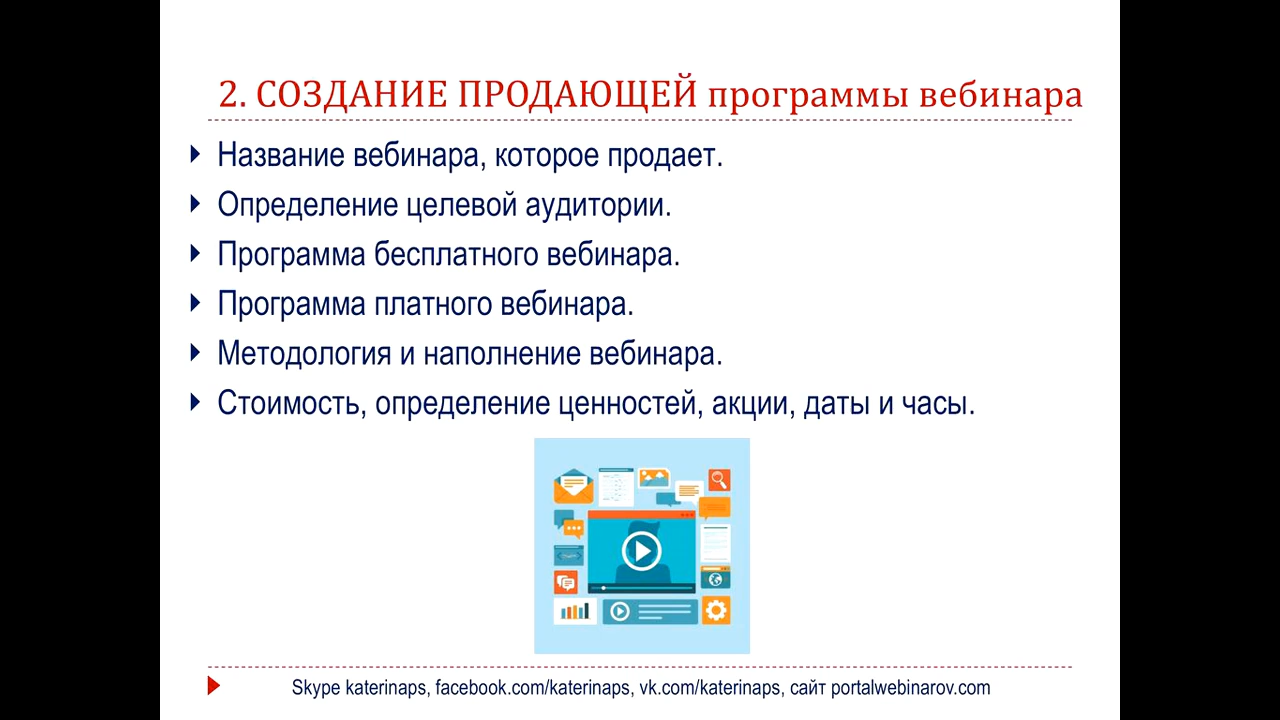 2. СОЗДАНИЕ ПРОДАЮЩЕЙ программы вебинара
Название вебинара, которое продает.
Определение целевой аудитории.
Программа бесплатного вебинара.
Программа платного вебинара.
Методология и наполнение вебинара.
Стоимость, определение ценностей, акции, даты и часы.
Skype katerinaps, facebook.com/katerinaps, vk.com/katerinaps, сайт portalwebinarov.com